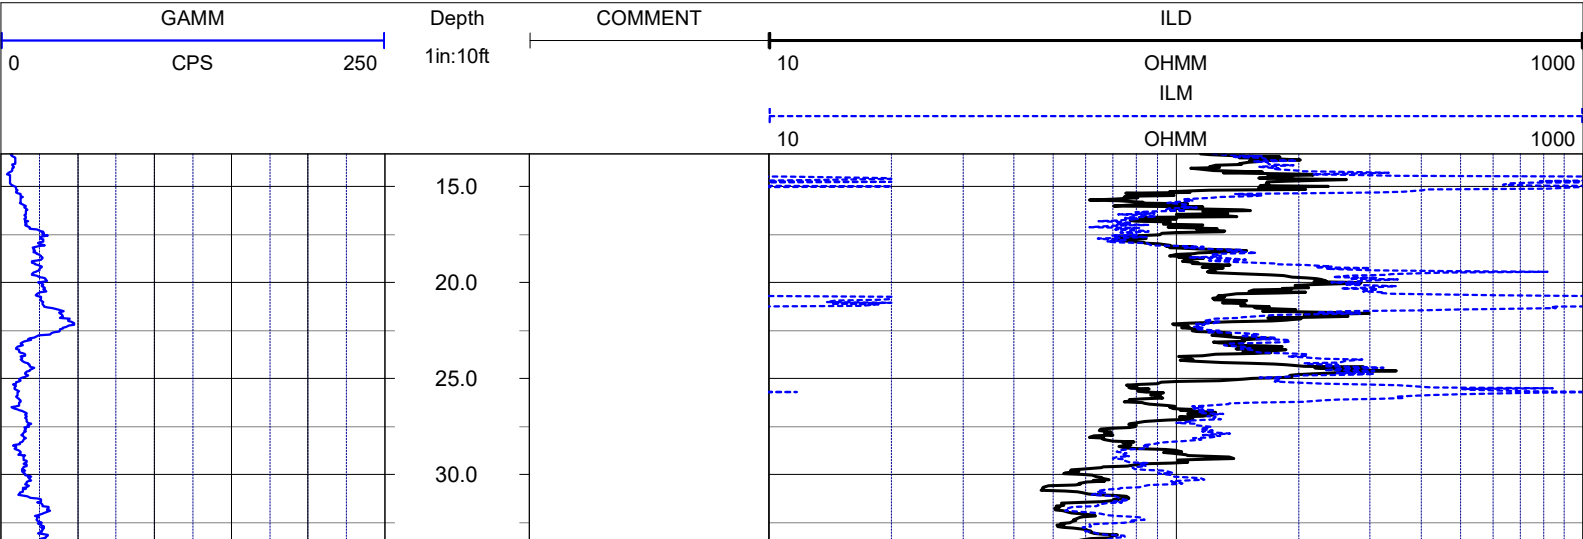 GAMM Depth COMMENT ILD
0 CPS 250 1in:10ft 10 OHMM 1000
ILM
10 OHMM 1000
15.0
20.0
25.0
30.0